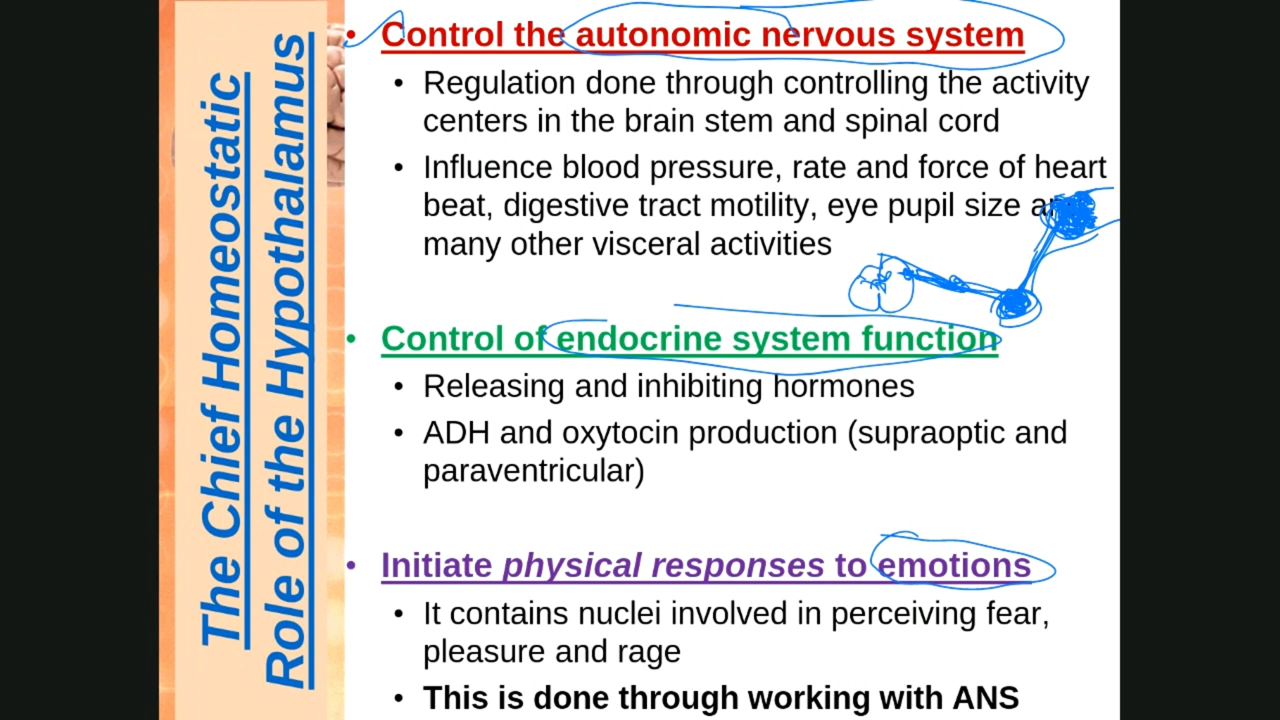 The Chief Homeostatic
Role of the Hypothalamus
• Control the autonomic nervous system
• Regulation done through controlling the activity
centers in the brain stem and spinal cord
• Influence blood pressure, rate and force of heart
beat, digestive tract motility, eye pupil size
many other visceral activities
• Control of endocrine system function
• Releasing and inhibiting hormones
• ADH and oxytocin production (supraoptic and
paraventricular)
• Initiate physical responses to emotions
• It contains nuclei involved in perceiving fear,
pleasure and rage
• This is done through working with ANS